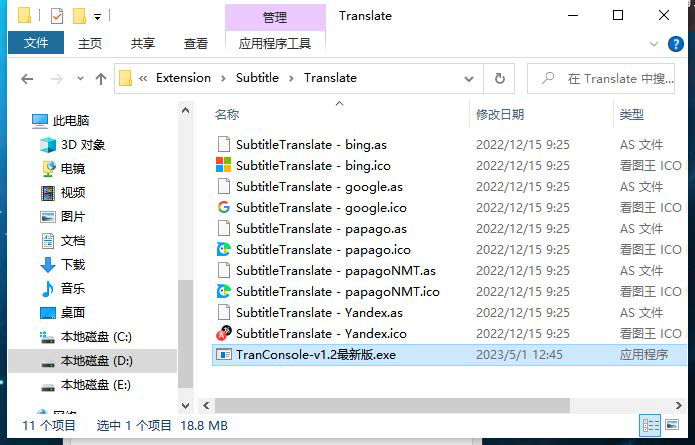 管理
Translate
文件
主页
共享
查看
应用程序工具
« Extension > Subtitle > Translate
在 Translate 中搜...
名称
修改日期
类型
此电脑
3D 对象
电镜
视频
图片
文档
下载
音乐
桌面
本地磁盘 (C:)
本地磁盘 (D:)
本地磁盘 (E:)
SubtitleTranslate - bing.as 2022/12/15 9:25 AS 文件
SubtitleTranslate - bing.ico 2022/12/15 9:25 看图王 ICO
SubtitleTranslate - google.as 2022/12/15 9:25 AS 文件
SubtitleTranslate - google.ico 2022/12/15 9:25 看图王 ICO
SubtitleTranslate - papago.as 2022/12/15 9:25 AS 文件
SubtitleTranslate - papago.ico 2022/12/15 9:25 看图王 ICO
SubtitleTranslate - papagoNMT.as 2022/12/15 9:25 AS 文件
SubtitleTranslate - papagoNMT.ico 2022/12/15 9:25 看图王 ICO
SubtitleTranslate - Yandex.as 2022/12/15 9:25 AS 文件
SubtitleTranslate - Yandex.ico 2022/12/15 9:25 看图王 ICO
TranConsole-v1.2最新版.exe 2023/5/1 12:45 应用程序
11 个项目 选中 1 个项目 18.8 MB